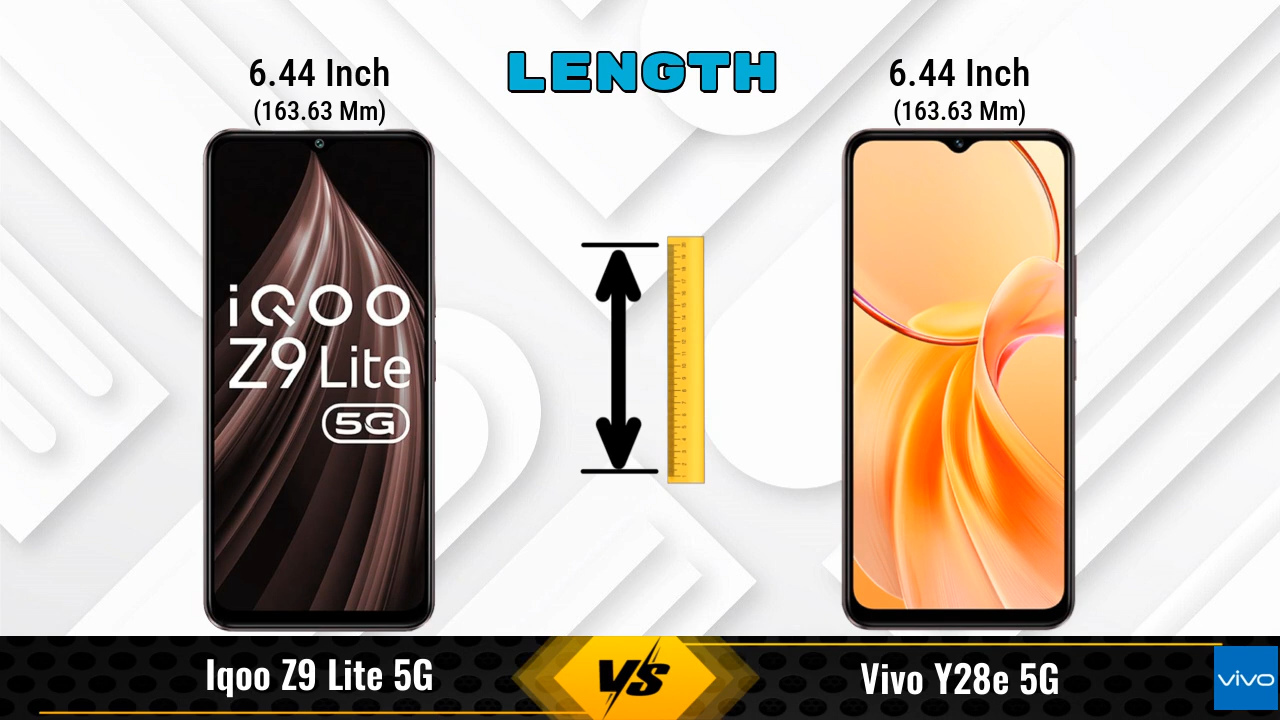 LENGTH
6.44 Inch
(163.63 Mm)
6.44 Inch
(163.63 Mm)
iQOO
Z9 Lite
5G
Iqoo Z9 Lite 5G
VS
Vivo Y28e 5G
vivo